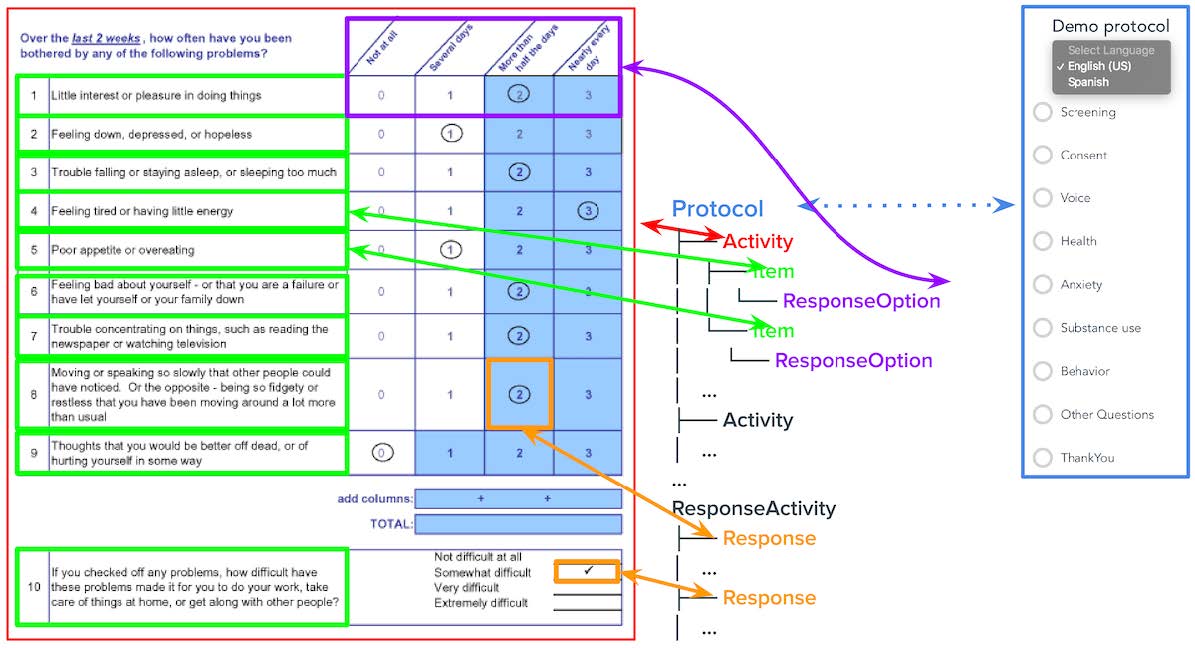 Over the last 2 weeks, how often have you been
bothered by any of the following problems?
Not at all
Several days
More than
half the days
Nearly every
day
1 Little interest or pleasure in doing things 0 1 2 3
2 Feeling down, depressed, or hopeless 0 1 2 3
3 Trouble falling or staying asleep, or sleeping too much 0 1 2 3
4 Feeling tired or having little energy 0 1 2 3
5 Poor appetite or overeating 0 1 2 3
6 Feeling bad about yourself - or that you are a failure or
have let yourself or your family down 0 1 2 3
7 Trouble concentrating on things, such as reading the
newspaper or watching television 0 1 2 3
8 Moving or speaking so slowly that other people could
have noticed. Or the opposite - being so fidgety or
restless that you have been moving around a lot more
than usual 0 1 2 3
9 Thoughts that you would be better off dead, or of
hurting yourself in some way 0 1 2 3
add columns: + +
TOTAL:
10 If you checked off any problems, how difficult have
these problems made it for you to do your work, take
care of things at home, or get along with other people?
Not difficult at all
Somewhat difficult ✓
Very difficult
Extremely difficult
Protocol
Activity
Item
ResponseOption
Item
ResponseOption
...
Activity
...
...
ResponseActivity
Response
...
Response
...
Demo protocol
Select Language
✓ English (US)
Spanish
Screening
Consent
Voice
Health
Anxiety
Substance use
Behavior
Other Questions
ThankYou